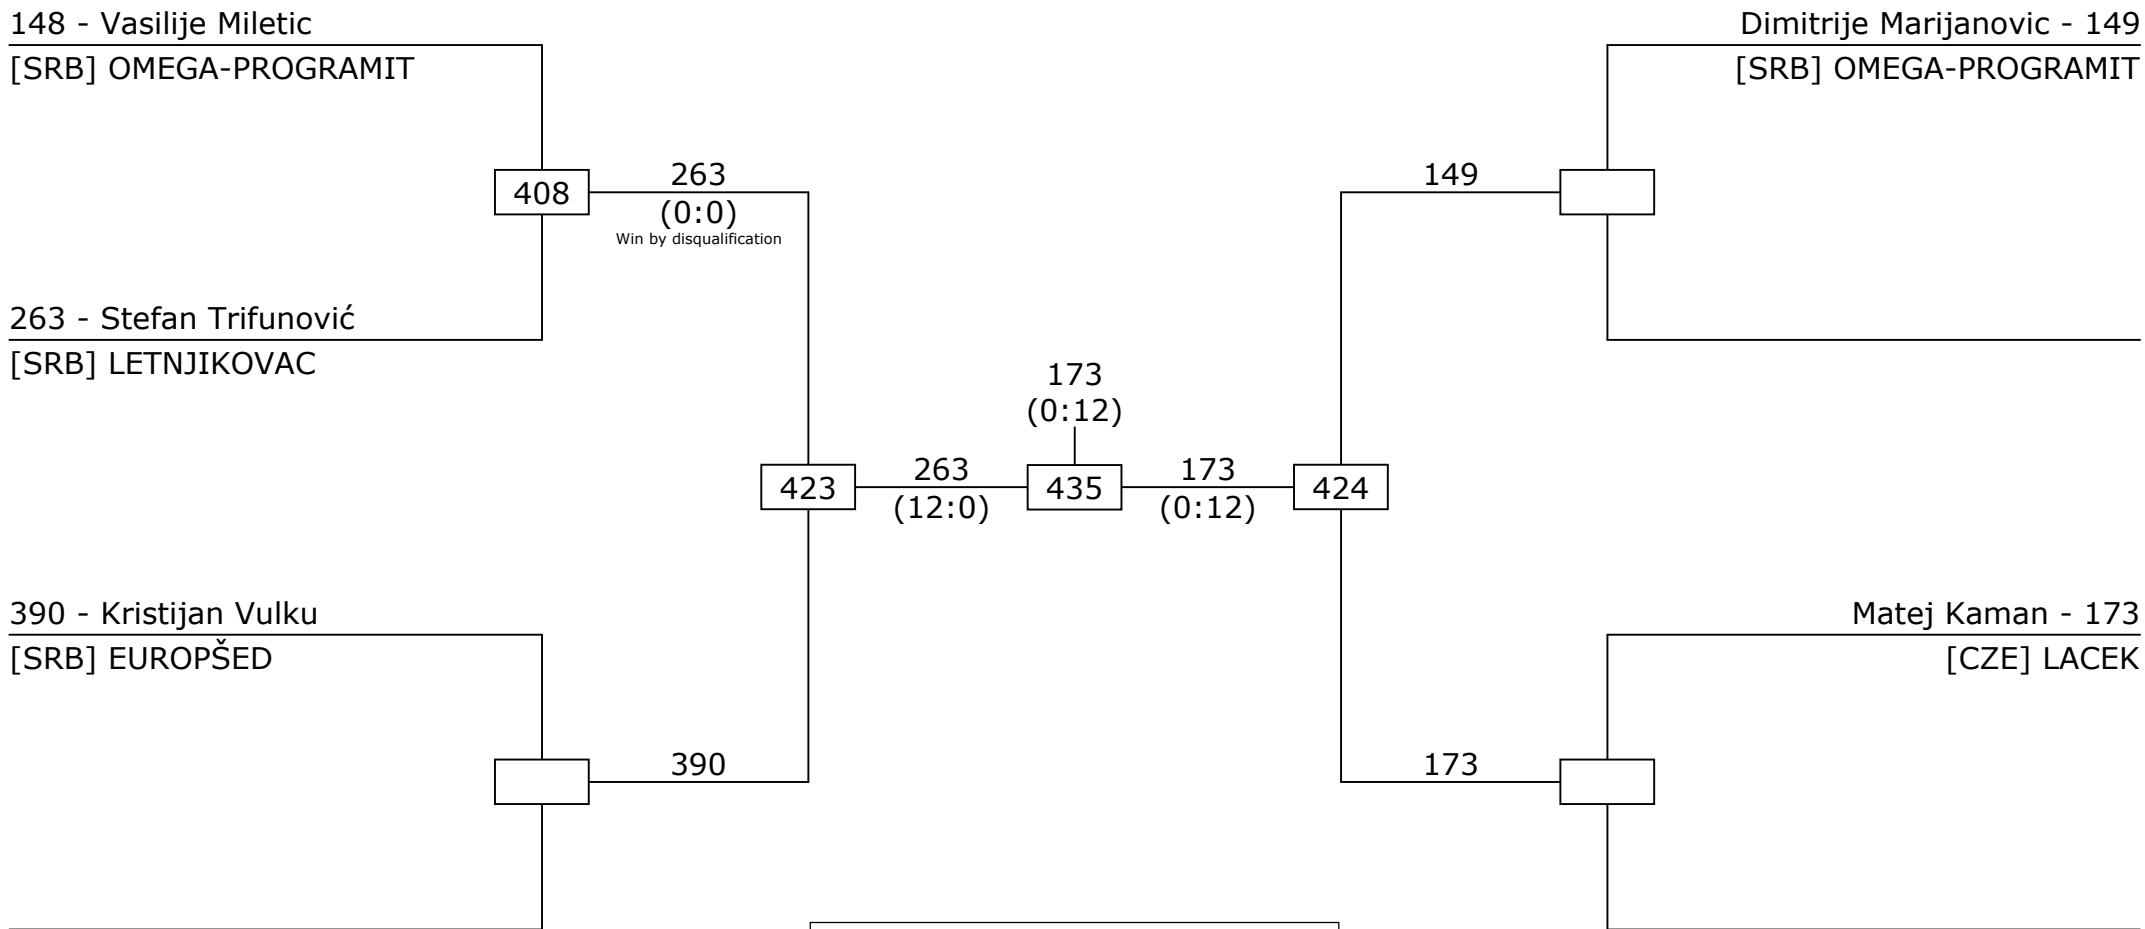 148 - Vasilije Miletic
[SRB] OMEGA-PROGRAMIT
Dimitrije Marijanovic - 149
[SRB] OMEGA-PROGRAMIT
408
263
(0:0)
Win by disqualification
149
263 - Stefan Trifunović
[SRB] LETNJIKOVAC
173
(0:12)
423
263
(12:0)
435
173
(0:12)
424
390 - Kristijan Vulku
[SRB] EUROPŠED
Matej Kaman - 173
[CZE] LACEK
390
173